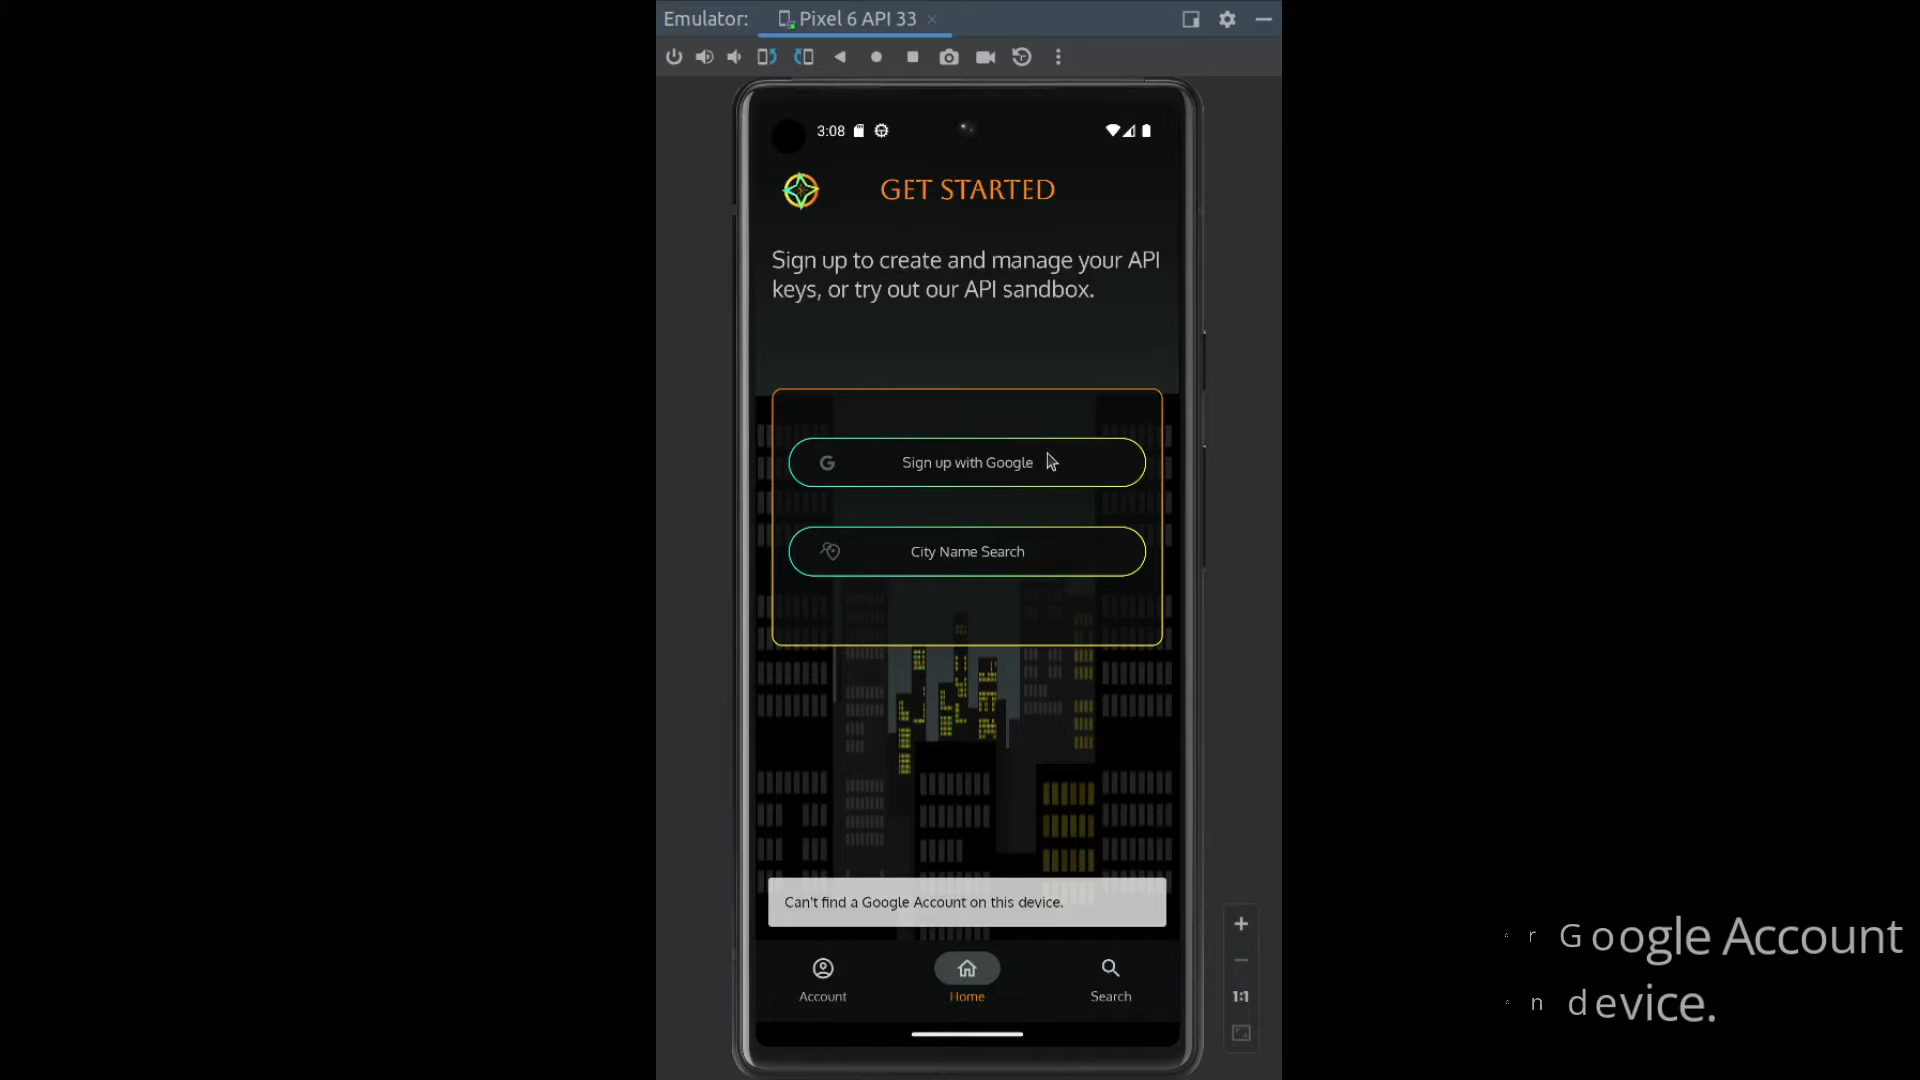 Emulator: Pixel 6 API 33
3:08
GET STARTED
Sign up to create and manage your API
keys, or try out our API sandbox.
G Sign up with Google
City Name Search
Can't find a Google Account on this device.
Account Home Search
1:1
r Google Account
n device.